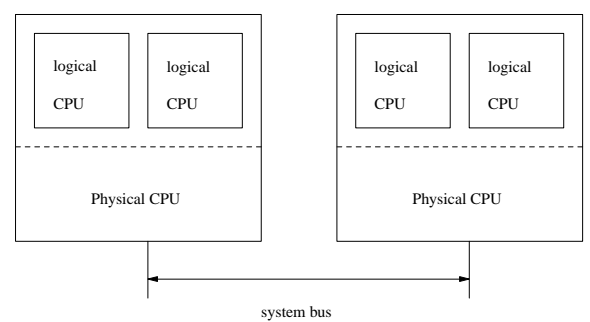 logical
CPU
logical
CPU
Physical CPU
logical
CPU
logical
CPU
Physical CPU
system bus